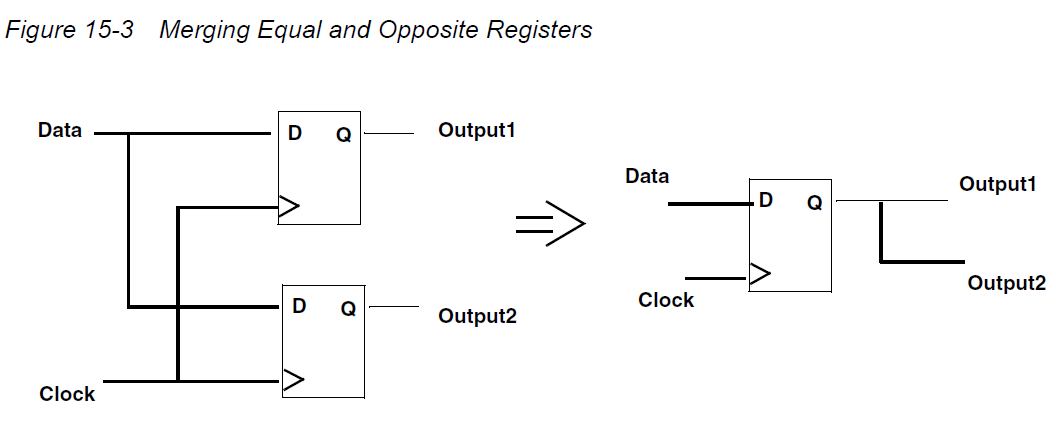 Figure 15-3 Merging Equal and Opposite Registers
Data
D Q
Output1
D Q
Output2
Clock
Data
D Q
Output1
Clock
Output2